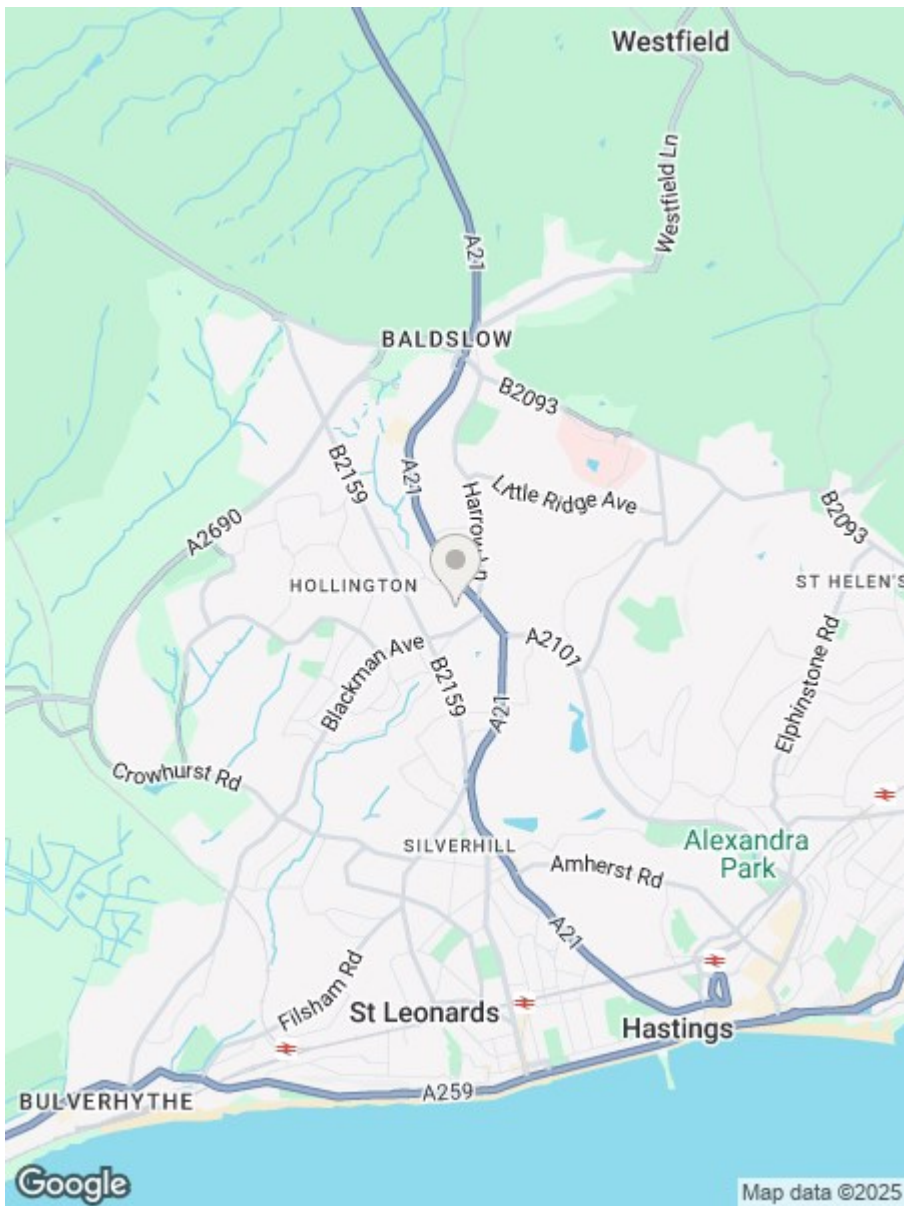 Westfield
Westfield Ln
A21
BALDSLOW
B2093
B2159
A21
Harrow Ln
Little Ridge Ave
A2690
B2093
HOLLINGTON
ST HELEN'S
A2101
Blackman Ave
B2159
Elphinstone Rd
A21
Crowhurst Rd
SILVERHILL
Alexandra
Park
Amherst Rd
A21
Filsham Rd
St Leonards
Hastings
A259
BULVERHYTHE
Google
Map data ©2025